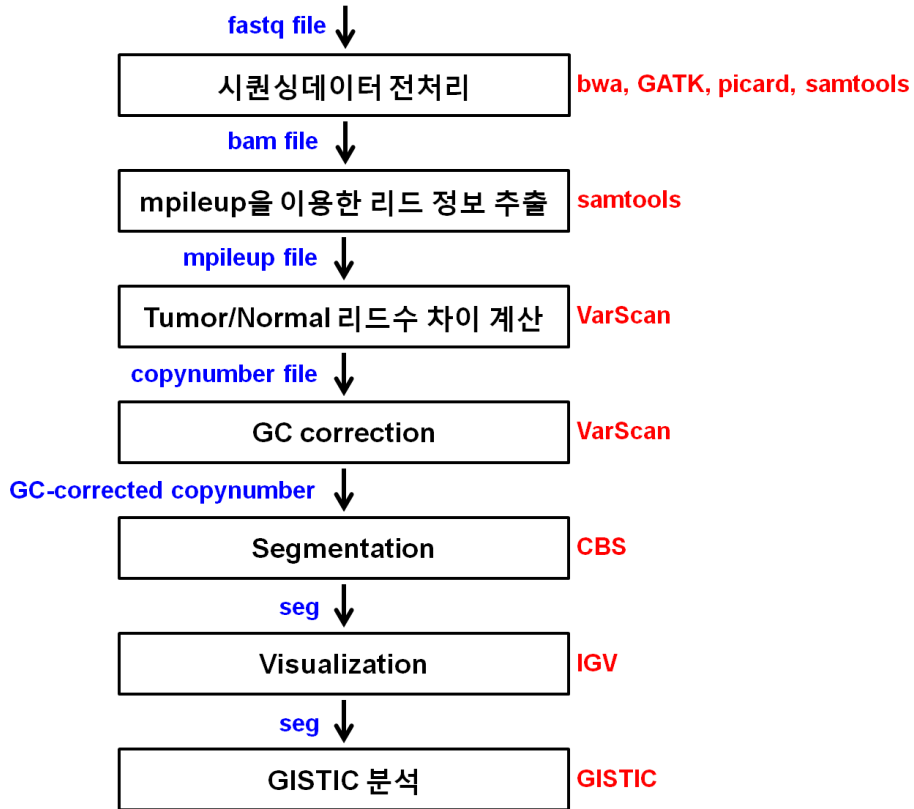 fastq file
시퀀싱데이터 전처리
bwa, GATK, picard, samtools
bam file
mpileup을 이용한 리드 정보 추출
samtools
mpileup file
Tumor/Normal 리드수 차이 계산
VarScan
copynumber file
GC correction
VarScan
GC-corrected copynumber
Segmentation
CBS
seg
Visualization
IGV
seg
GISTIC 분석
GISTIC